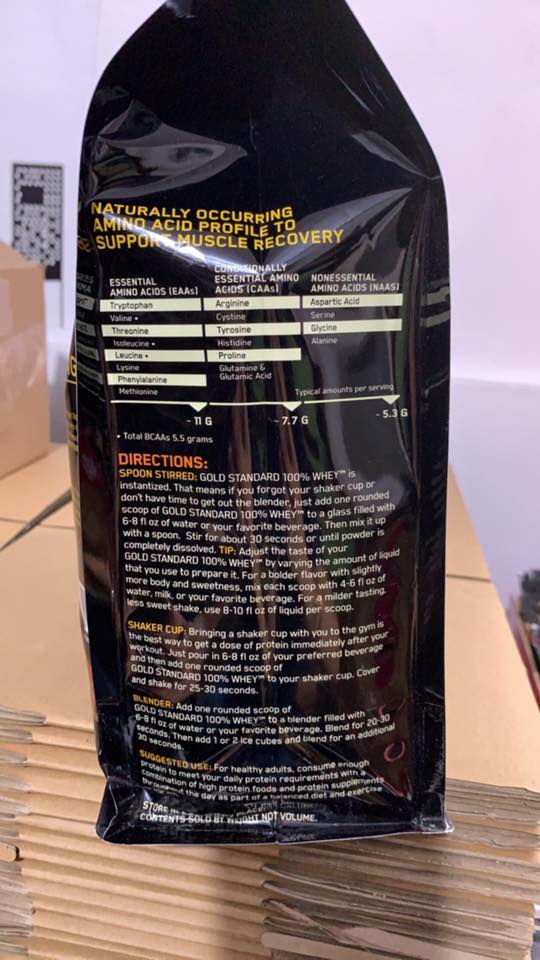 NATURALLY OCCURRING
AMINO ACID PROFILE TO
SUPPORT MUSCLE RECOVERY
ESSENTIAL
AMINO ACIDS (EAAs)
Tryptophan
Valine •
Threonine
Isoleucine •
Leucine •
Lysine
Phenylalanine
Methionine
~ 11 G
CONDITIONALLY
ESSENTIAL AMINO
ACIDS (CAAs)
Arginine
Cystine
Tyrosine
Histidine
Proline
Glutamine &
Glutamic Acid
~ 7.7 G
NONESSENTIAL
AMINO ACIDS (NAAS)
Aspartic Acid
Serine
Glycine
Alanine
Typical amounts per serving
~ 5.3 G
• Total BCAAs 5.5 grams
DIRECTIONS:
SPOON STIRRED: GOLD STANDARD 100% WHEY™ is
instantized. That means if you forgot your shaker cup or
don't have time to get out the blender, just add one rounded
scoop of GOLD STANDARD 100% WHEY™ to a glass filled with
6-8 fl oz of water or your favorite beverage. Then mix it up
with a spoon. Stir for about 30 seconds or until powder is
completely dissolved. TIP: Adjust the taste of your
GOLD STANDARD 100% WHEY™ by varying the amount of liquid
that you use to prepare it. For a bolder flavor with slightly
more body and sweetness, mix each scoop with 4-6 fl oz of
water, milk, or your favorite beverage. For a milder tasting,
less sweet shake, use 8-10 fl oz of liquid per scoop.
SHAKER CUP: Bringing a shaker cup with you to the gym is
the best way to get a dose of protein immediately after your
workout. Just pour in 6-8 fl oz of your preferred beverage
and then add one rounded scoop of
GOLD STANDARD 100% WHEY™ to your shaker cup. Cover
and shake for 25-30 seconds.
BLENDER: Add one rounded scoop of
GOLD STANDARD 100% WHEY™ to a blender filled with
6-8 fl oz of water or your favorite beverage. Blend for 20-30
seconds. Then add 1 or 2 ice cubes and blend for an additional
30 seconds.
SUGGESTED USE: For healthy adults, consume enough
protein to meet your daily protein requirements with a
combination of high protein foods and protein supplements
throughout the day as part of a balanced diet and exercise
STORE IN
CONTENTS SOLD BY WEIGHT NOT VOLUME.